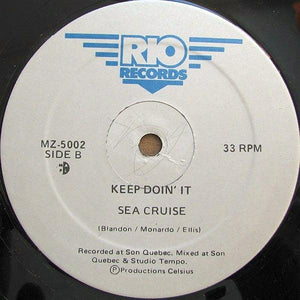 RIO
RECORDS
MZ-5002
SIDE B
33 RPM
KEEP DOIN' IT
SEA CRUISE
(Blandon / Monardo / Ellis)
Recorded at Son Quebec, Mixed at Son
Quebec & Studio Tempo.
Ⓟ Productions Celsius